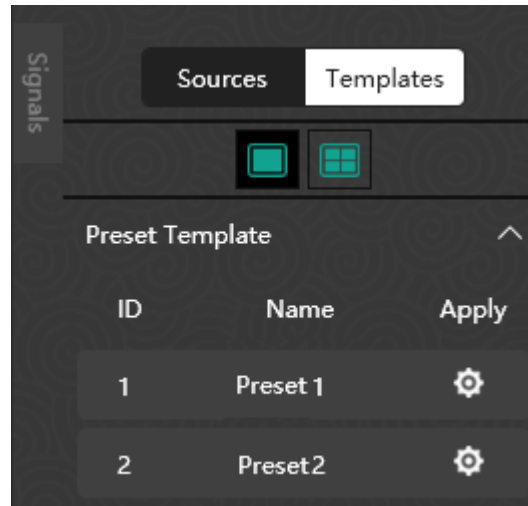 Signals
Sources Templates
Preset Template
ID Name Apply
1 Preset 1
2 Preset2